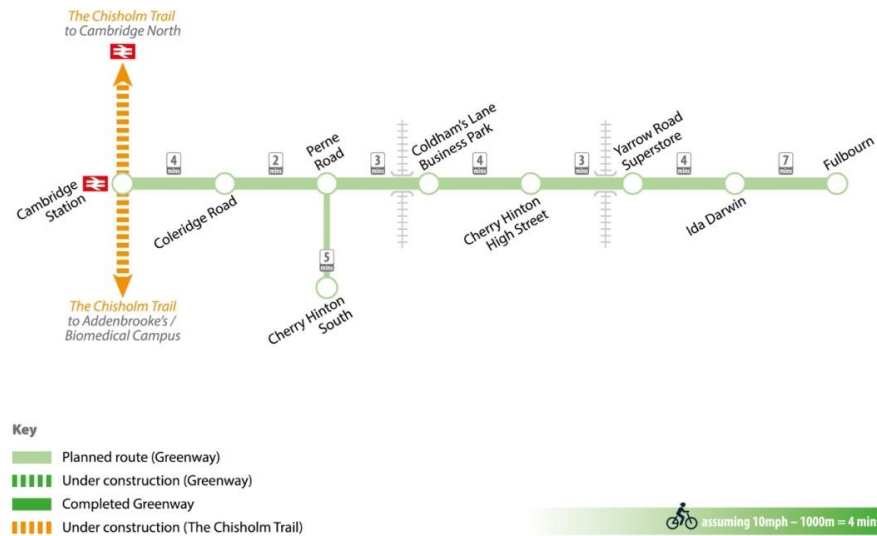 The Chisholm Trail
to Cambridge North
Cambridge
Station
4
mins
Coleridge Road
2
mins
Perne
Road
3
mins
Coldham's Lane
Business Park
4
mins
Cherry Hinton
High Street
3
mins
Yarrow Road
Superstore
4
mins
Ida Darwin
7
mins
Fulbourn
5
mins
Cherry Hinton
South
The Chisholm Trail
to Addenbrooke's /
Biomedical Campus
Key
Planned route (Greenway)
Under construction (Greenway)
Completed Greenway
Under construction (The Chisholm Trail)
assuming 10mph – 1000m = 4 min